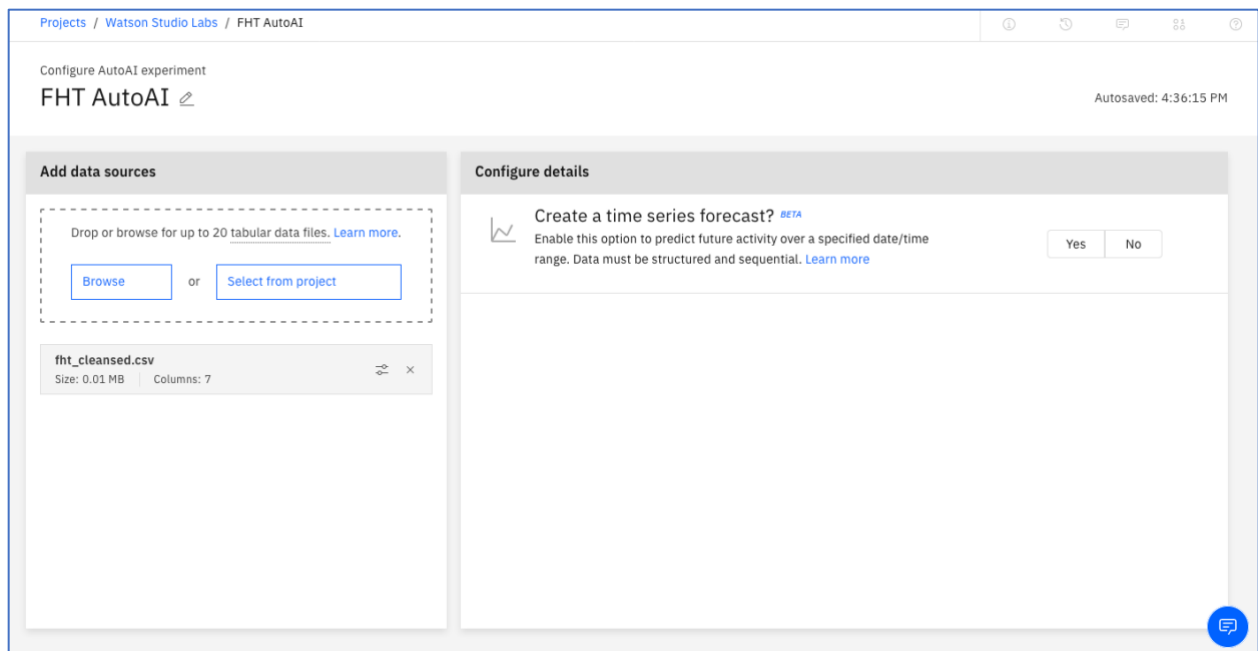 Projects / Watson Studio Labs / FHT AutoAI
Configure AutoAI experiment
FHT AutoAI
Autosaved: 4:36:15 PM
Add data sources
Drop or browse for up to 20 tabular data files. Learn more.
Browse or Select from project
fht_cleansed.csv
Size: 0.01 MB Columns: 7
Configure details
Create a time series forecast? BETA
Enable this option to predict future activity over a specified date/time
range. Data must be structured and sequential. Learn more
Yes No